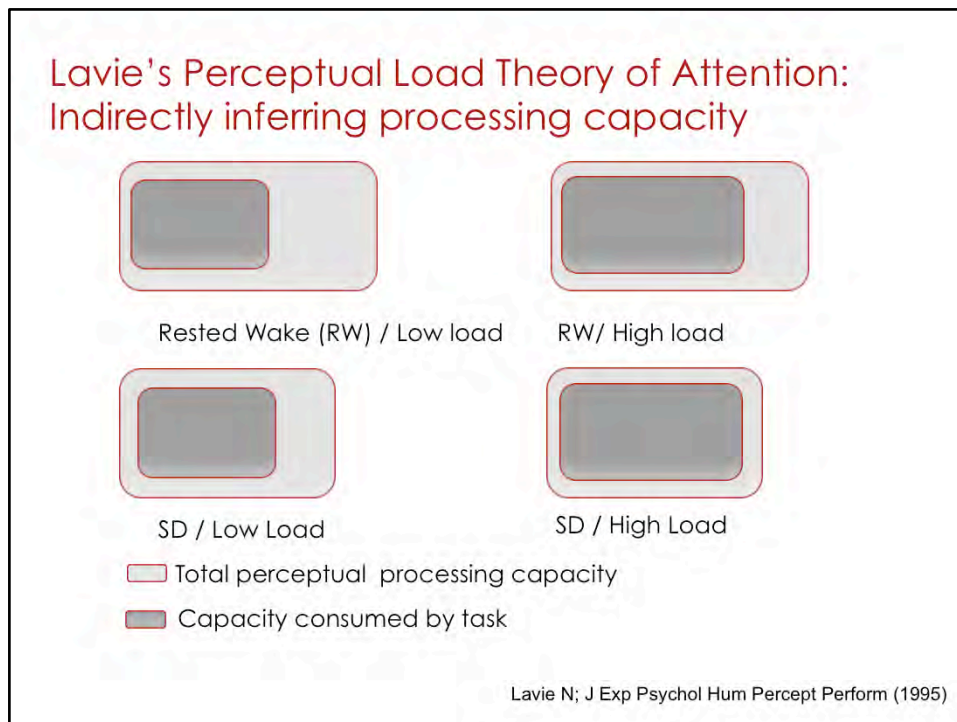 Lavie’s Perceptual Load Theory of Attention:
Indirectly inferring processing capacity
Rested Wake (RW) / Low load
RW/ High load
SD / Low Load
SD / High Load
Total perceptual processing capacity
Capacity consumed by task
Lavie N; J Exp Psychol Hum Percept Perform (1995)